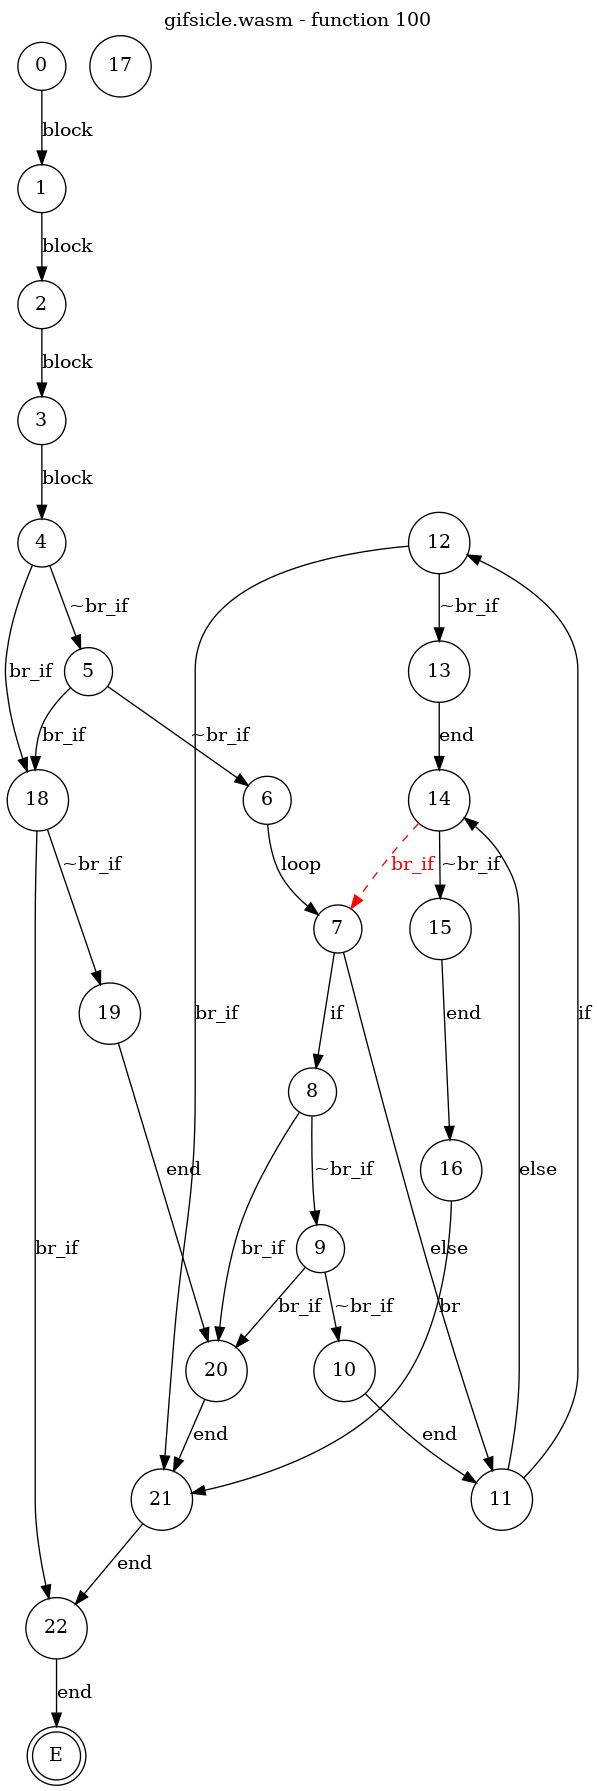 gifsicle.wasm - function 100
0
17
block
1
block
2
block
3
block
4
12
br_if
~br_if
~br_if
5
13
br_if
~br_if
end
18
6
14
~br_if
loop
br_if
~br_if
7
15
19
br_if
if
end
if
8
end
~br_if
16
else
br_if
br_if
9
else
br_if
~br_if
br
20
10
end
end
21
11
end
22
end
E